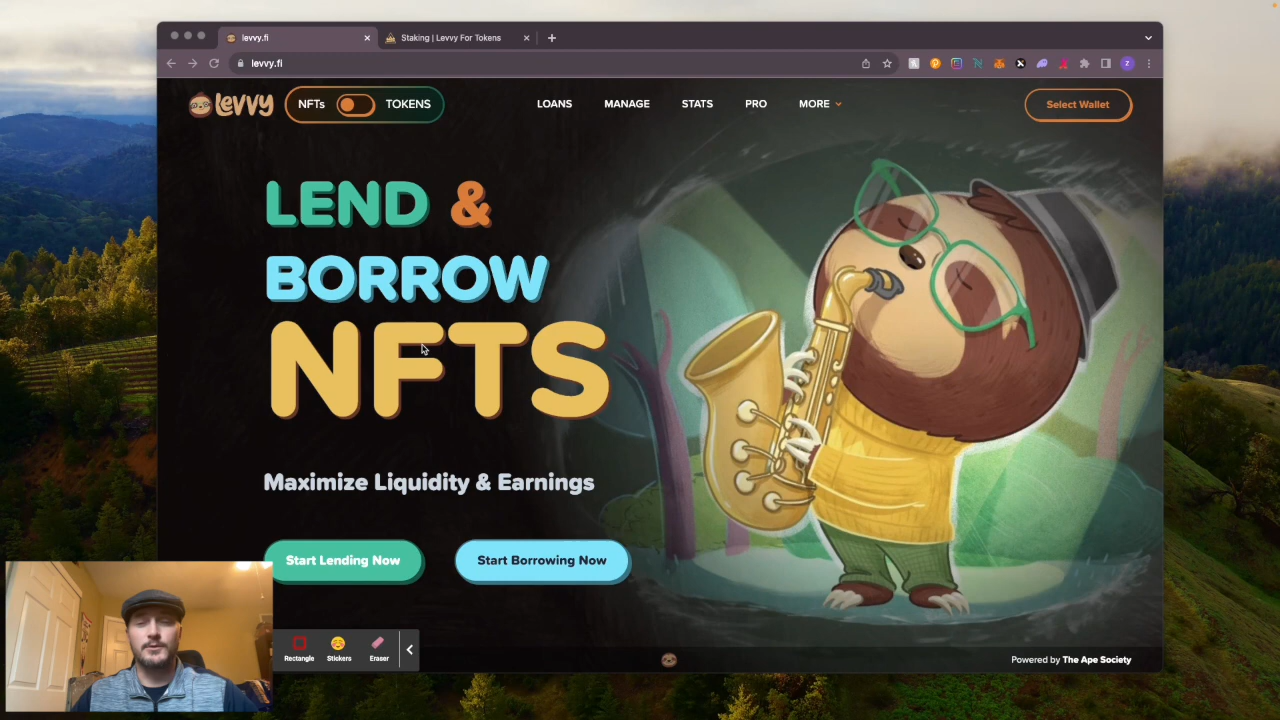 levvy.fi
Staking | Levvy For Tokens
levvy.fi
levvy
NFTs
TOKENS
LOANS
MANAGE
STATS
PRO
MORE
Select Wallet
LEND &
BORROW
NFTS
Maximize Liquidity & Earnings
Start Lending Now
Start Borrowing Now
Rectangle
Stickers
Eraser
Powered by The Ape Society